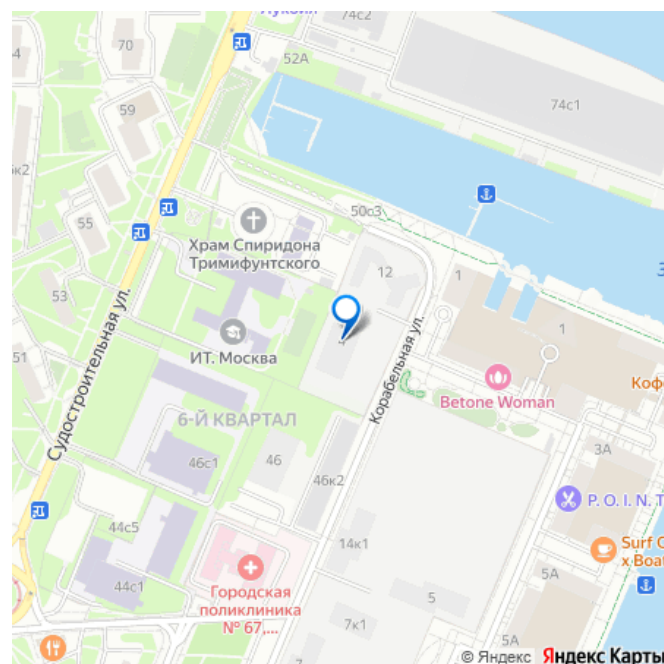 Лукойл
74с2
70
52А
59
74с1
50с3
55
Храм Спиридона
Тримифунтского
12
1
53
1
ИТ. Москва
51
Судостроительная ул.
Корабельная ул.
Betone Woman
6-Й КВАРТАЛ
46с1
46
46к2
3А
P. O. I. N. T
44с5
14к1
Surf C
x Boat
44с1
Городская
поликлиника
№ 67,...
5
5А
7к1
5А
7
© Яндекс Яндекс Карты